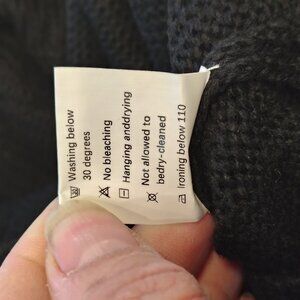 Washing below
30 degrees
No bleaching
Hanging anddrying
Not allowed to
bedry-cleaned
Ironing below 110